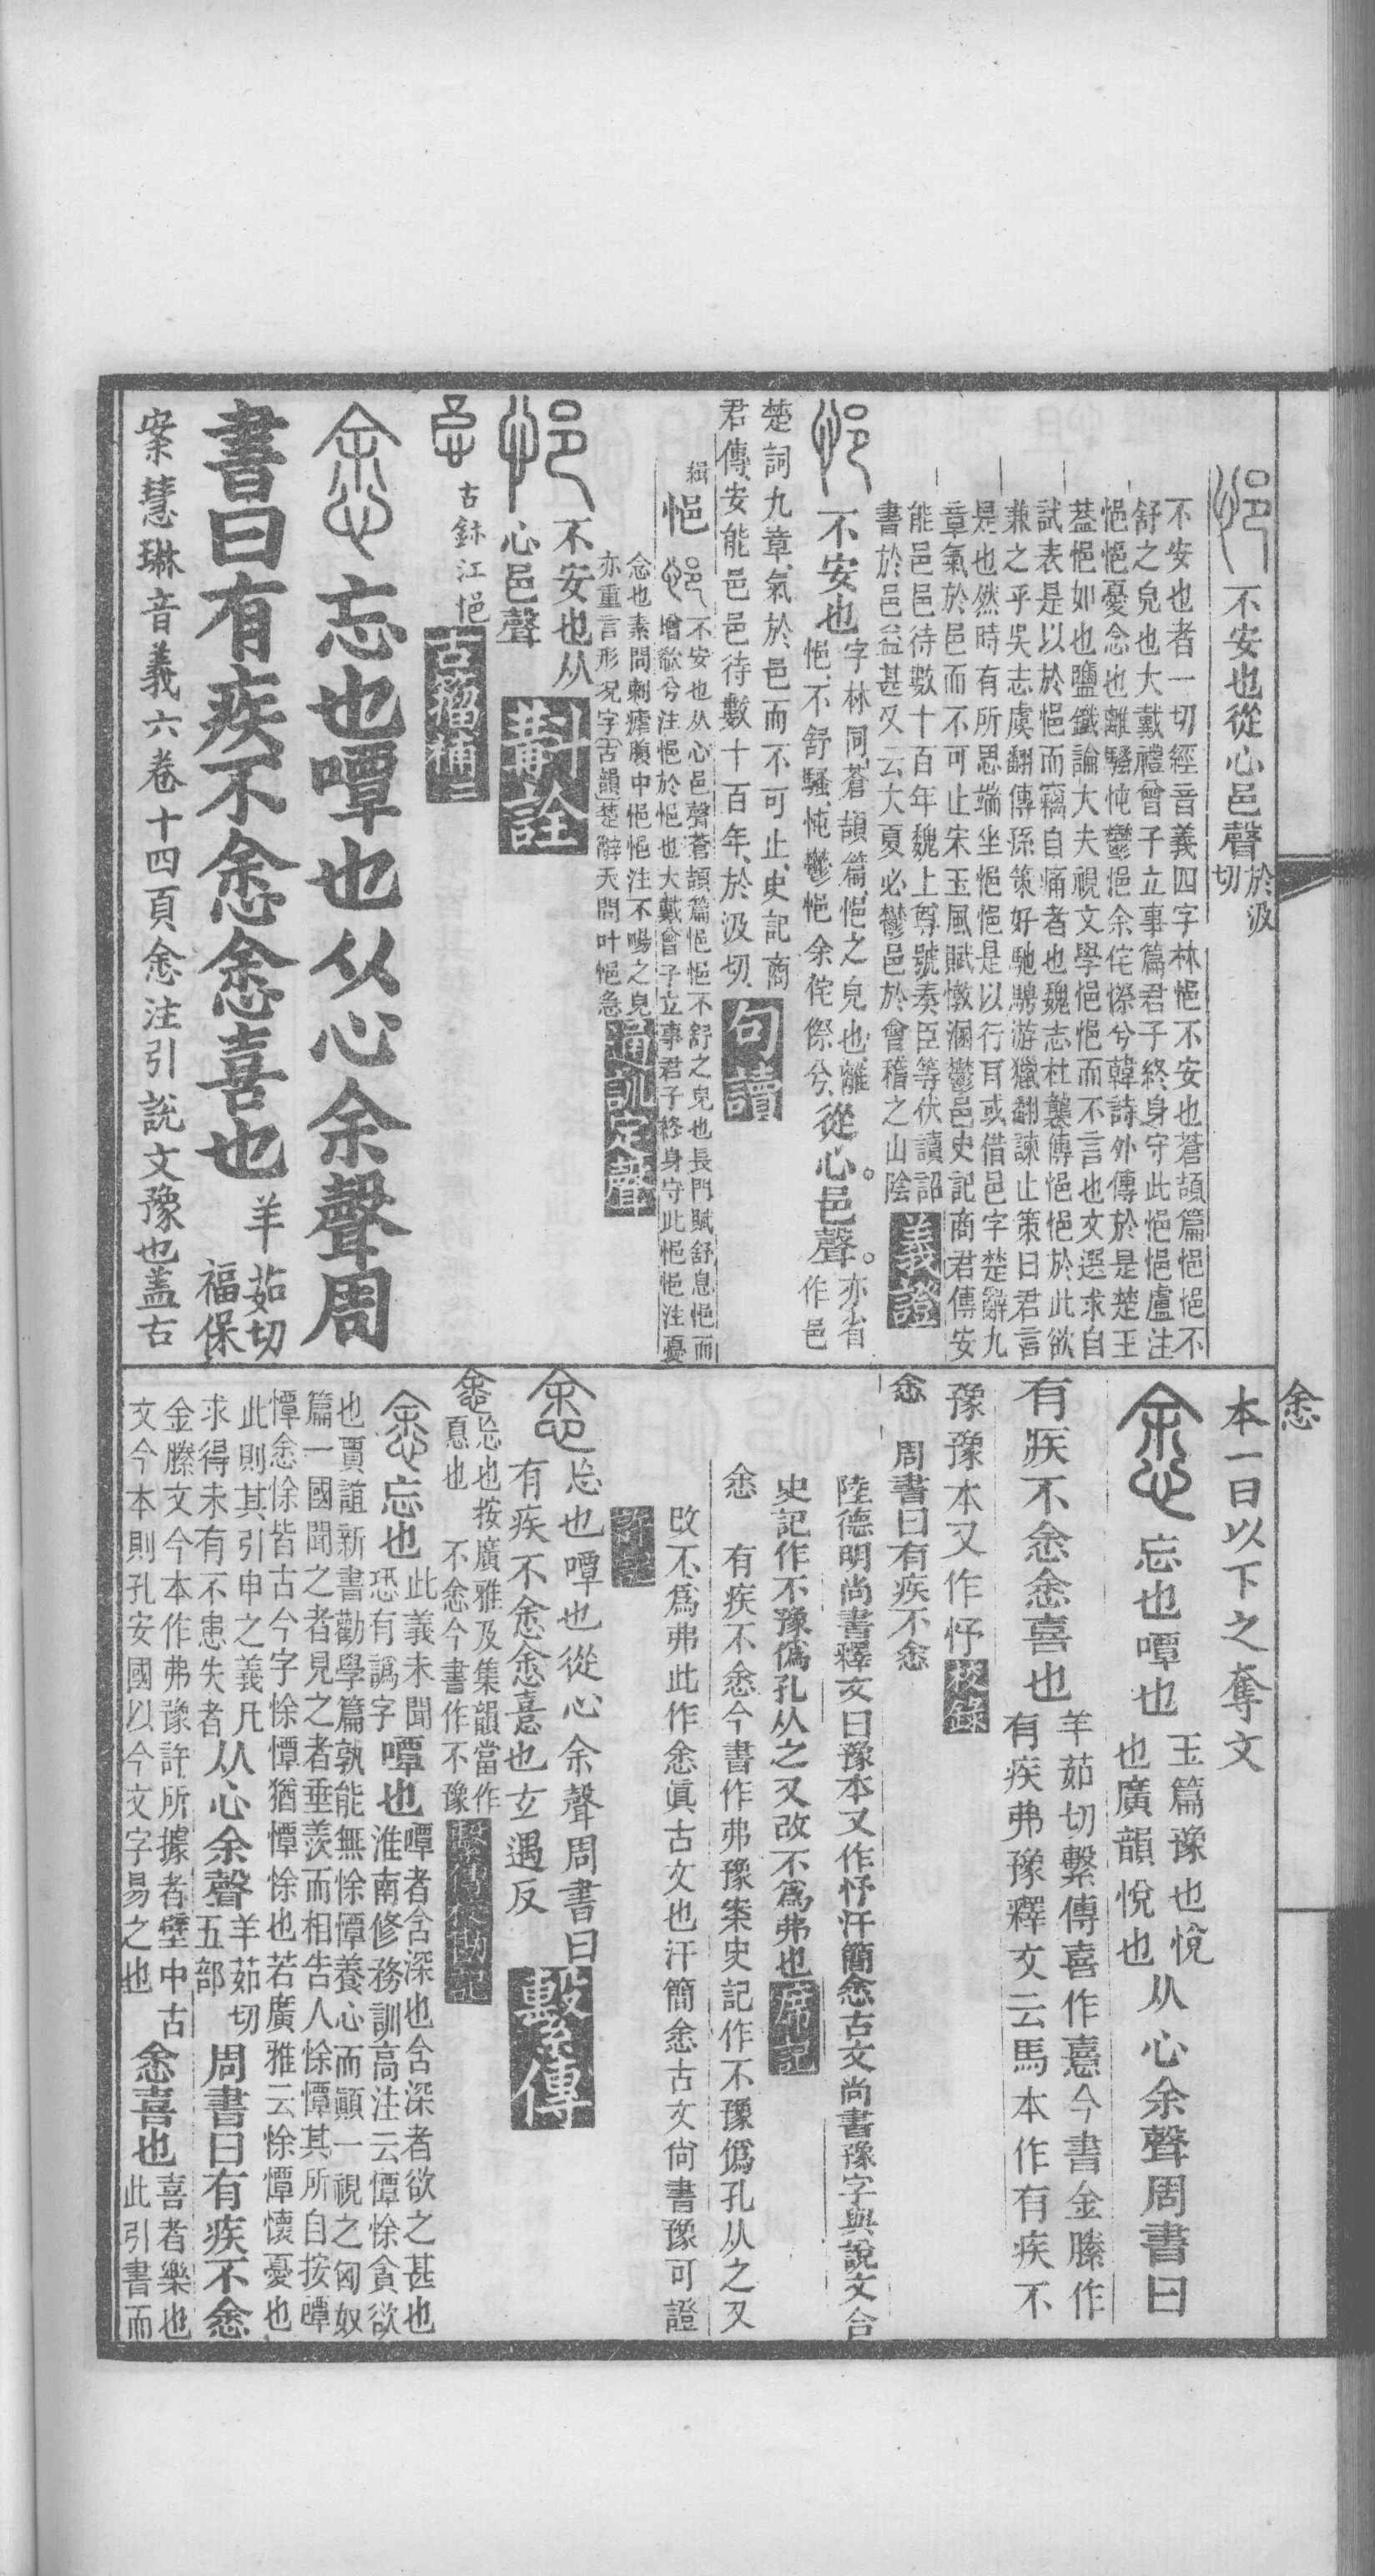 不安也從心邑聲於汲切
不安也者一切經音義四字林悒不安也蒼頡篇悒悒不
舒之皃也大戴禮曾子立事篇君子終身守此悒悒盧注
悒悒憂念也離騷忳鬱悒余侘傺兮韓詩外傳於是楚王
葢悒如也鹽鐵論大夫視文學悒悒而不言也文選求自
試表是以於悒而竊自痛者也魏志杜襲傳悒悒於此欲
兼之乎吳志虞翻傳孫策好馳騁游獵翻諫止策曰君言
是也然時有所思端坐悒悒是以行耳或借邑字楚辭九
章氣於邑而不可止宋玉風賦憞溷鬱邑史記商君傳安
能邑邑待數十百年魏上尊號奏臣等伏讀詔
書於邑益甚又云大夏必鬱邑於會稽之山陰義證
不安也字林同蒼頡篇悒之皃也離
悒不舒騷忳鬱悒余侘傺兮從心邑聲亦省作邑
楚詞九章氣於邑而不可止史記商
君傳安能邑邑待數十百年於汲切句讀
緝悒
不安也从心邑聲蒼頡篇悒悒不舒之皃也長門賦舒息悒而
增欷兮注悒於悒也大戴曾子立事君子終身守此悒悒注憂
念也素問刺瘧腹中悒悒注不暢之皃
亦重言形况字古韻楚辭天問叶悒急通訓定聲
不安也从
心邑聲斠詮
古鉥江悒古籀補
悆忘也嘾也从心余聲周
書曰有疾不悆悆喜也羊茹切福保
案慧琳音義六卷十四頁悆注引說文豫也盖古
悆
本一曰以下之奪文
忘也嘾也玉篇豫也悅也廣韻悅也从心余聲周書曰
有疾不悆悆喜也羊茹切繫傳喜作憙今書金縢作
有疾弗豫釋文云馬本作有疾不
豫豫本又作忬校錄
悆周書曰有疾不悆
陸德明尚書釋文曰豫本又作忬汗簡悆古文尚書豫字與說文合
史記作不豫僞孔从之又改不爲弗也席記
悆有疾不悆今書作弗豫案史記作不豫僞孔从之又
改不爲弗此作悆眞古文也汗簡悆古文尙書豫可證
許記
忘也嘾也從心余聲周書曰
有疾不悆悆憙也玄遇反繫傳
忘也按廣雅及集韻當作
憙也不悆今書作不豫繫傳校勘記
忘也此義未聞恐有譌字嘾也嘾者含深也含深者欲之甚也
淮南修務訓高注云憛悇貪欲
也賈誼新書勸學篇孰能無悇憛養心而顚一視之匈奴
篇一國聞之者見之者垂羨而相告人悇憛其所自按嘾
憛悆悇皆古今字悇憛猶憛悇也若廣雅云悇憛懷憂也
此則其引申之義凡
求得未有不患失者从心余聲羊茹切五部周書曰有疾不悆
金縢文今本作弗豫許所據者壁中古
文今本則孔安國以今文字易之也悆喜也喜者樂也
此引書而